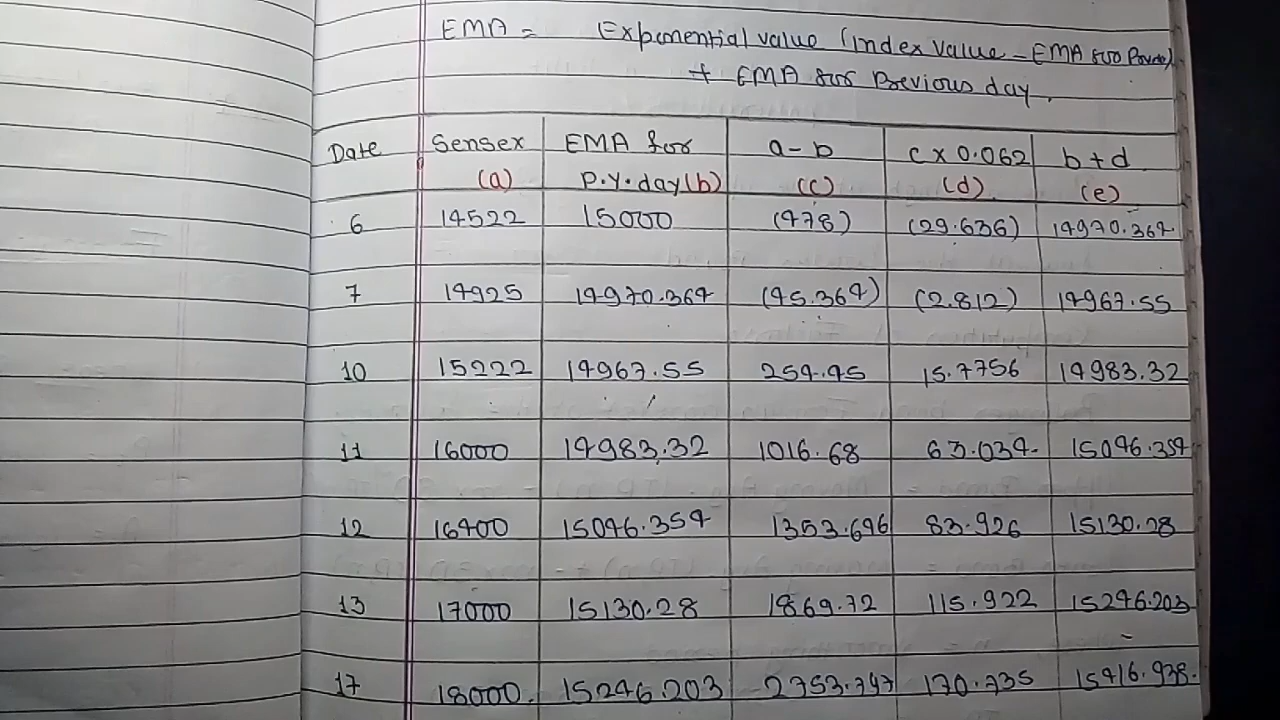 EMA = Exponential value (Index value - EMA for
+ EMA for Previous day.
Date Sensex EMA for a-b c x 0.062 b+d
(a) P.Y.day(b) (c) (d) (e)
6 14522 15000 (478) (29.636) 14970.364
7 14925 14970.364 (45.364) (2.812) 14967.55
10 15222 14967.55 254.45 15.7756 14983.32
11 16000 14983.32 1016.68 63.034 15046.354
12 16400 15046.354 1353.646 83.926 15130.28
13 17000 15130.28 1869.72 115.922 15246.203
17 18000. 15246.203 2753.797 170.735 15416.938.